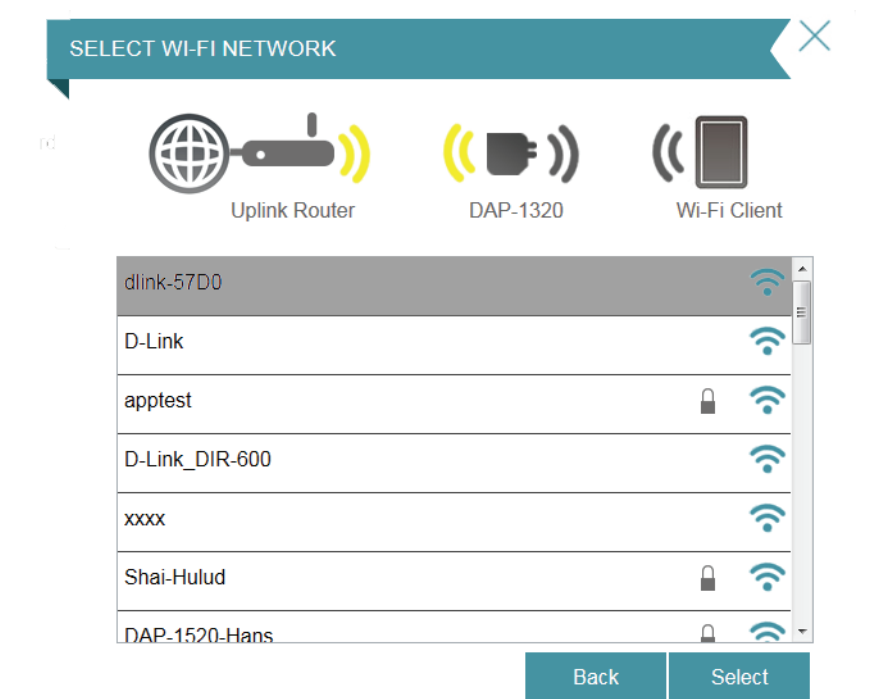 SELECT WI-FI NETWORK
Uplink Router
DAP-1320
Wi-Fi Client
dlink-57D0
D-Link
apptest
D-Link_DIR-600
xxxx
Shai-Hulud
DAP-1520-Hans
Back
Select